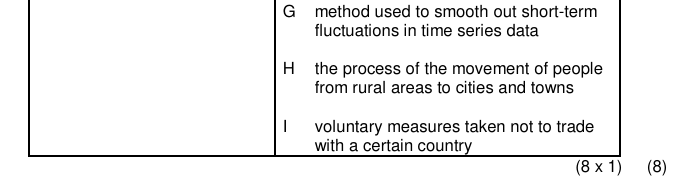 G method used to smooth out short-term
fluctuations in time series data
H the process of the movement of people
from rural areas to cities and towns
I voluntary measures taken not to trade
with a certain country
(8 x 1) (8)